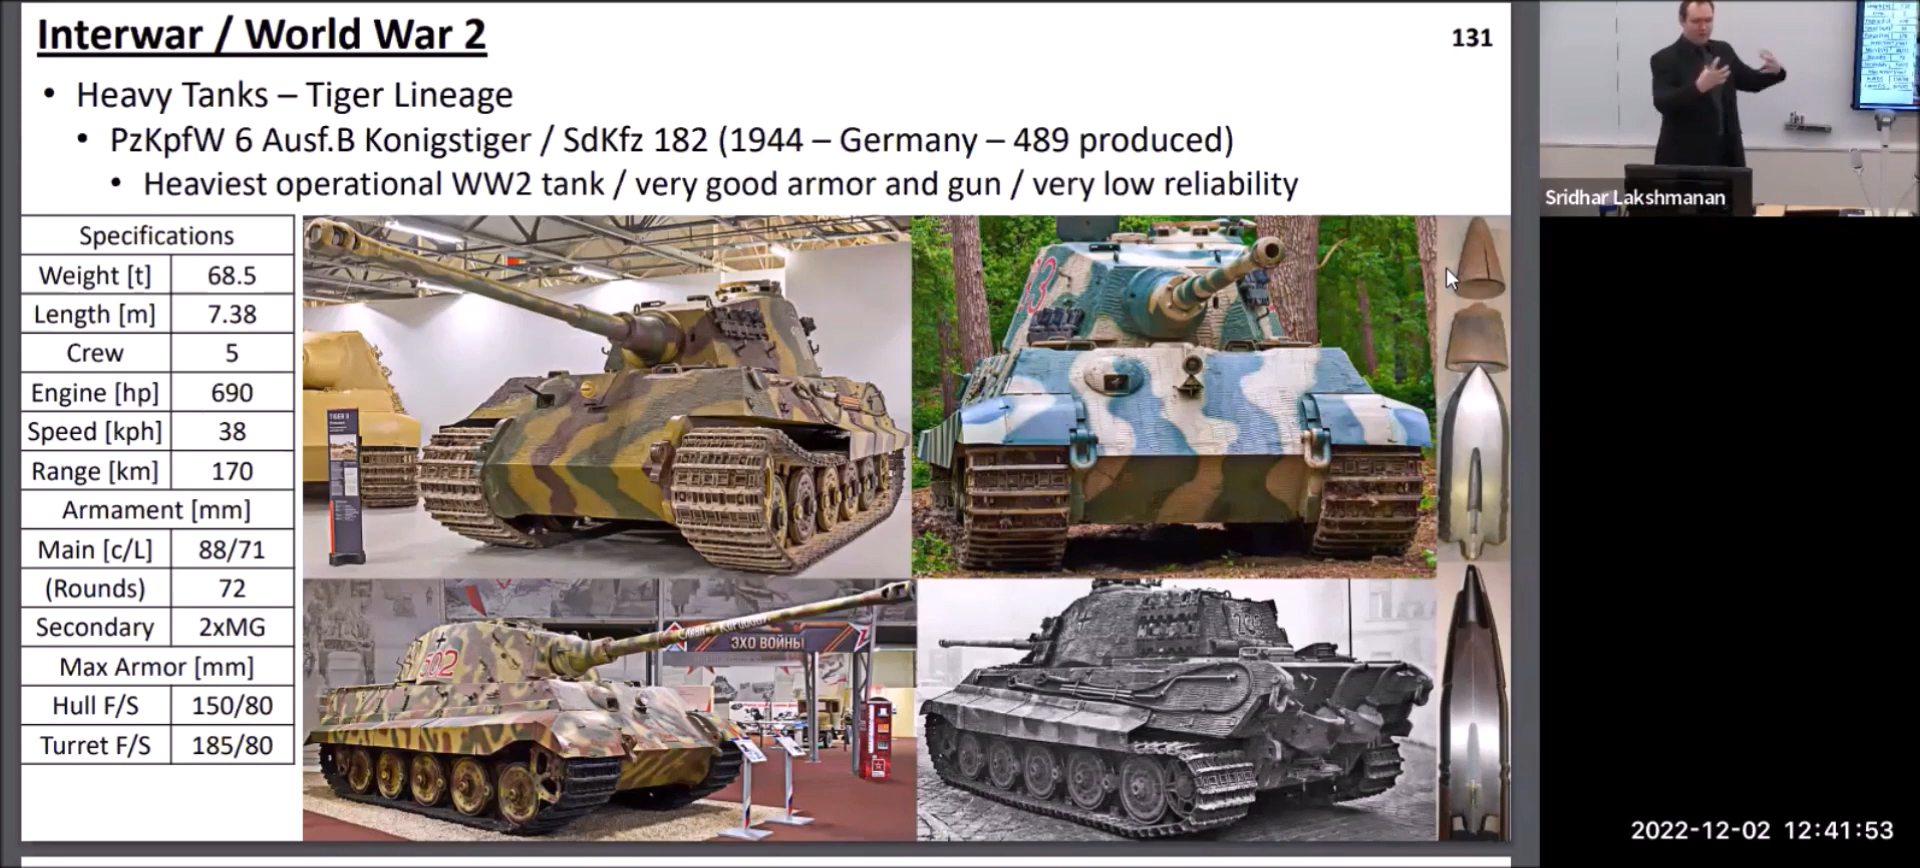 Interwar / World War 2
131
• Heavy Tanks – Tiger Lineage
• PzKpfW 6 Ausf.B Konigstiger / SdKfz 182 (1944 – Germany – 489 produced)
• Heaviest operational WW2 tank / very good armor and gun / very low reliability
Specifications
Weight [t] 68.5
Length [m] 7.38
Crew 5
Engine [hp] 690
Speed [kph] 38
Range [km] 170
Armament [mm]
Main [c/L] 88/71
(Rounds) 72
Secondary 2xMG
Max Armor [mm]
Hull F/S 150/80
Turret F/S 185/80
TIGER II
502
ЭХО ВОЙНЫ
Sridhar Lakshmanan
2022-12-02 12:41:53